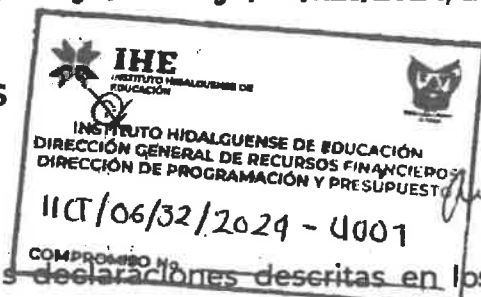 IHE
INSTITUTO HIDALGUENSE DE
EDUCACIÓN
S
INSTITUTO HIDALGUENSE DE EDUCACIÓN
DIRECCIÓN GENERAL DE RECURSOS FINANCIEROS
DIRECCIÓN DE PROGRAMACIÓN Y PRESUPUESTO
IICT/06/32/2024 - U001
COMPROMISO No.
s declaraciones descritas en los